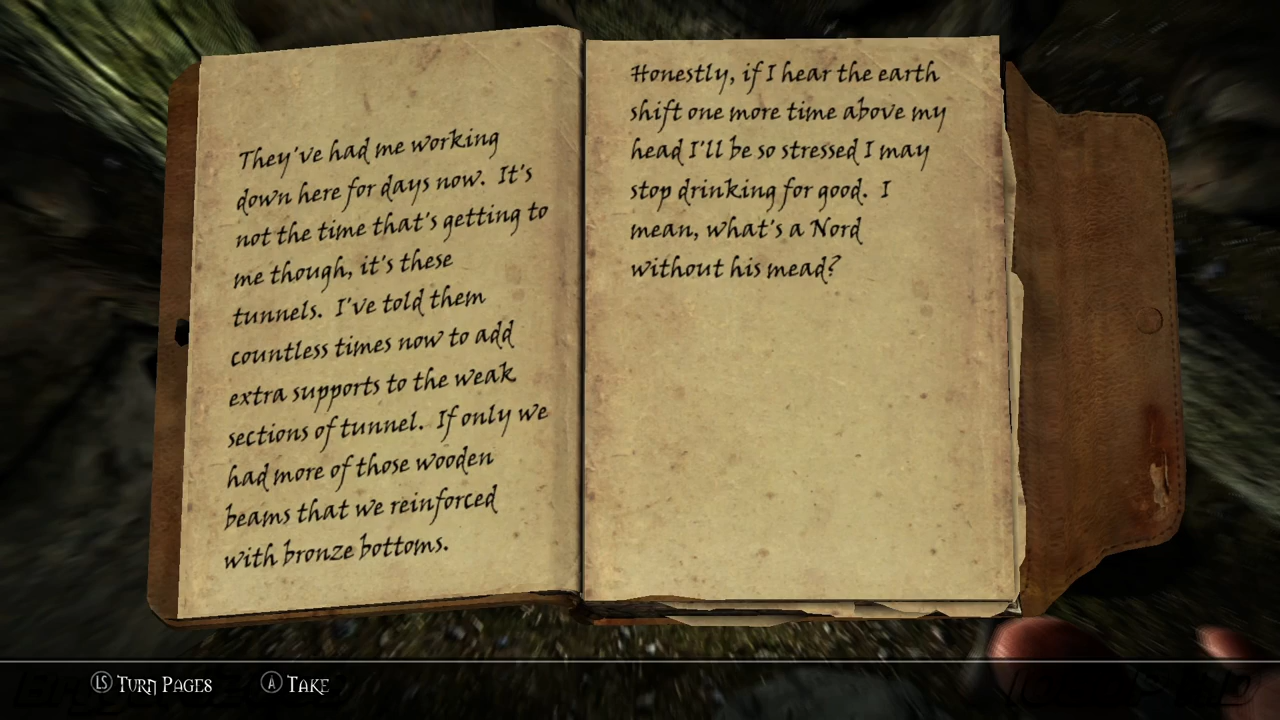 They've had me working
down here for days now. It's
not the time that's getting to
me though, it's these
tunnels. I've told them
countless times now to add
extra supports to the weak
sections of tunnel. If only we
had more of those wooden
beams that we reinforced
with bronze bottoms.
Honestly, if I hear the earth
shift one more time above my
head I'll be so stressed I may
stop drinking for good. I
mean, what's a Nord
without his mead?
LS TURN PAGES A TAKE